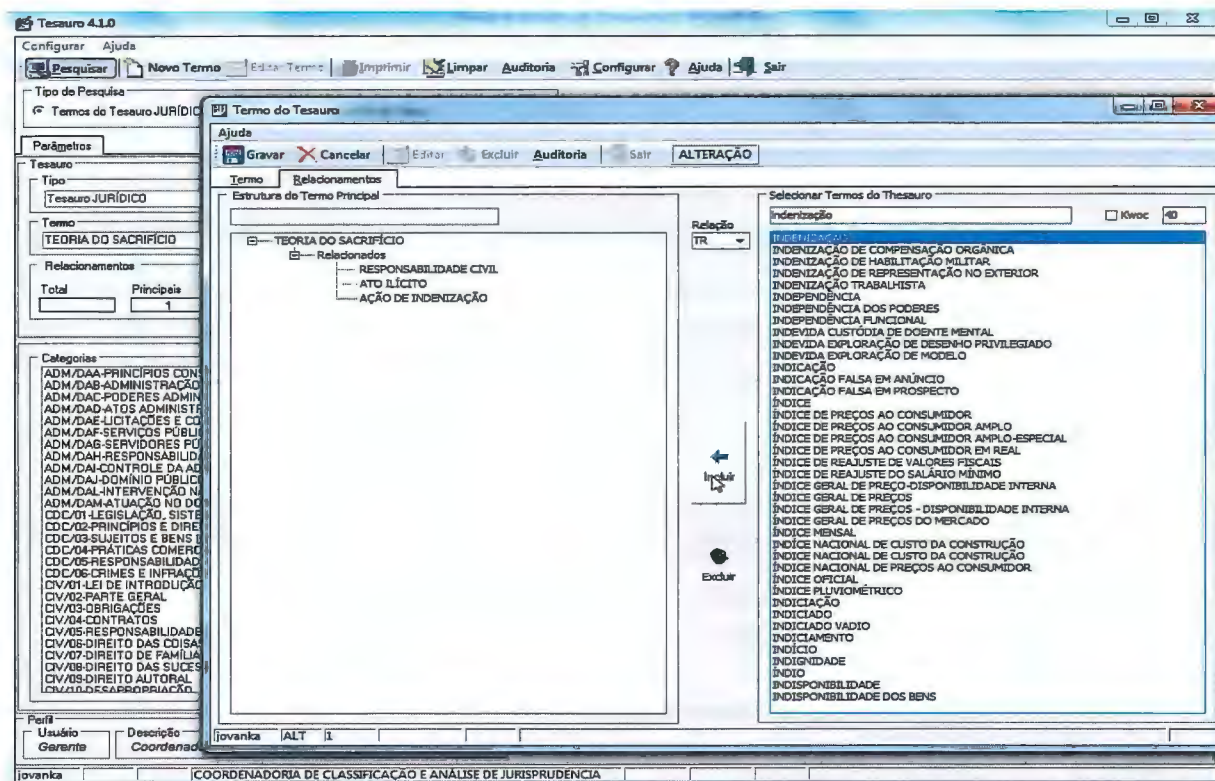 Tesauro 4.1.0
Configurar Ajuda
Pesquisar Novo Termo Editar Termo Imprimir Limpar Auditoria Configurar Ajuda Sair
Tipo de Pesquisa
Termos do Tesauro JURÍDIC
Parâmetros
Tesauro
Tipo
Tesauro JURÍDICO
Termo
TEORIA DO SACRIFÍCIO
Relacionamentos
Total Principais
1
Categorias
ADM/DAA-PRINCÍPIOS CONS
ADM/DAB-ADMINISTRAÇÃO
ADM/DAC-PODERES ADMIN
ADM/DAD-ATOS ADMINISTR
ADM/DAE-LICITAÇÕES E CO
ADM/DAF-SERVIÇOS PÚBLI
ADM/DAG-SERVIDORES PÚ
ADM/DAH-RESPONSABILID
ADM/DAI-CONTROLE DA AD
ADM/DAJ-DOMÍNIO PÚBLIC
ADM/DAL-INTERVENÇÃO NA
ADM/DAM-ATUAÇÃO NO DO
CDC/01-LEGISLAÇÃO, SISTE
CDC/02-PRINCÍPIOS E DIRE
CDC/03-SUJEITOS E BENS
CDC/04-PRÁTICAS COMERC
CDC/05-RESPONSABILIDAD
CDC/06-CRIMES E INFRAÇÕ
CIV/01-LEI DE INTRODUÇÃO
CIV/02-PARTE GERAL
CIV/03-OBRIGAÇÕES
CIV/04-CONTRATOS
CIV/05-RESPONSABILIDADE
CIV/06-DIREITO DAS COISAS
CIV/07-DIREITO DE FAMÍLIA
CIV/08-DIREITO DAS SUCES
CIV/09-DIREITO AUTORAL
CIV/10-DESAPROPRIAÇÃO
Perfil
Usuário Descrição
Gerente Coordenad
jovanka COORDENADORIA DE CLASSIFICAÇÃO E ANÁLISE DE JURISPRUDÊNCIA
Termo do Tesauro
Ajuda
Gravar Cancelar Editar Excluir Auditoria Sair ALTERAÇÃO
Termo Relacionamentos
Estrutura do Termo Principal
TEORIA DO SACRIFÍCIO
Relacionados
RESPONSABILIDADE CIVIL
ATO ILÍCITO
AÇÃO DE INDENIZAÇÃO
Relação
TR
Incluir
Excluir
Selecionar Termos do Thesauro
Indenização Kwoc 40
INDENIZAÇÃO
INDENIZAÇÃO DE COMPENSAÇÃO ORGÂNICA
INDENIZAÇÃO DE HABILITAÇÃO MILITAR
INDENIZAÇÃO DE REPRESENTAÇÃO NO EXTERIOR
INDENIZAÇÃO TRABALHISTA
INDEPENDÊNCIA
INDEPENDÊNCIA DOS PODERES
INDEPENDÊNCIA FUNCIONAL
INDEVIDA CUSTÓDIA DE DOENTE MENTAL
INDEVIDA EXPLORAÇÃO DE DESENHO PRIVILEGIADO
INDEVIDA EXPLORAÇÃO DE MODELO
INDICAÇÃO
INDICAÇÃO FALSA EM ANÚNCIO
INDICAÇÃO FALSA EM PROSPECTO
ÍNDICE
ÍNDICE DE PREÇOS AO CONSUMIDOR
ÍNDICE DE PREÇOS AO CONSUMIDOR AMPLO
ÍNDICE DE PREÇOS AO CONSUMIDOR AMPLO-ESPECIAL
ÍNDICE DE PREÇOS AO CONSUMIDOR EM REAL
ÍNDICE DE REAJUSTE DE VALORES FISCAIS
ÍNDICE DE REAJUSTE DO SALÁRIO MÍNIMO
ÍNDICE GERAL DE PREÇO-DISPONIBILIDADE INTERNA
ÍNDICE GERAL DE PREÇOS
ÍNDICE GERAL DE PREÇOS - DISPONIBILIDADE INTERNA
ÍNDICE GERAL DE PREÇOS DO MERCADO
ÍNDICE MENSAL
ÍNDICE NACIONAL DE CUSTO DA CONSTRUÇÃO
ÍNDICE NACIONAL DE CUSTO DA CONSTRUÇÃO
ÍNDICE NACIONAL DE PREÇOS AO CONSUMIDOR
ÍNDICE OFICIAL
ÍNDICE PLUVIOMÉTRICO
INDICIAÇÃO
INDICIADO
INDICIADO VADIO
INDICIAMENTO
INDÍCIO
INDIGNIDADE
ÍNDIO
INDISPONIBILIDADE
INDISPONIBILIDADE DOS BENS
jovanka ALT 1